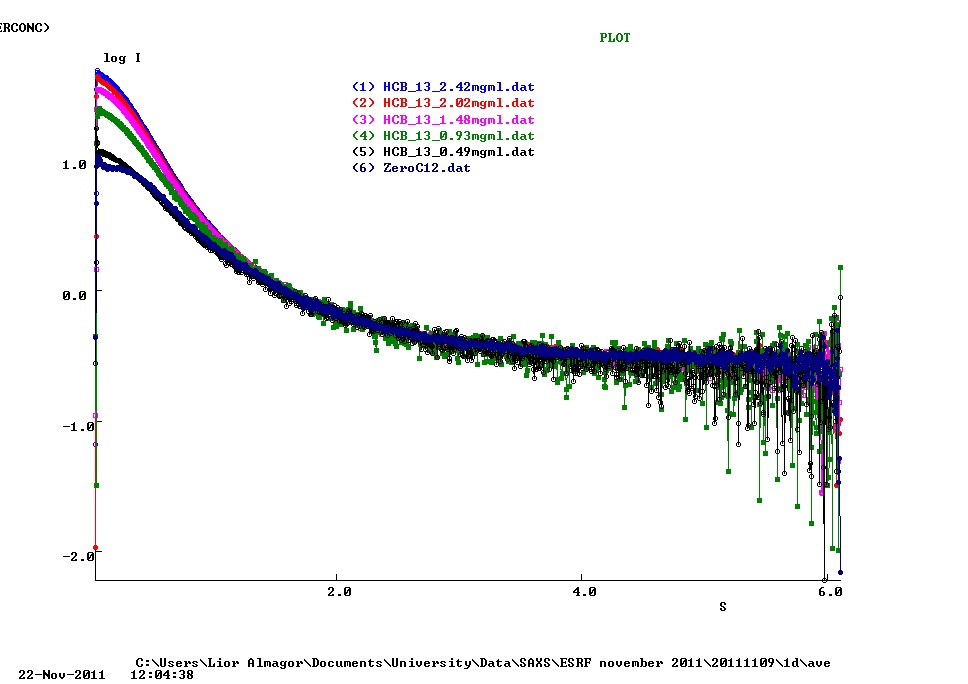 ERCONC>
PLOT
log I
(1) HCB_13_2.42mgml.dat
(2) HCB_13_2.02mgml.dat
(3) HCB_13_1.48mgml.dat
(4) HCB_13_0.93mgml.dat
(5) HCB_13_0.49mgml.dat
(6) ZeroC12.dat
1.0
0.0
-1.0
-2.0
2.0 4.0 6.0
S
C:\Users\Lior Almagor\Documents\University\Data\SAXS\ESRF november 2011\20111109\1d\ave
22-Nov-2011 12:04:38